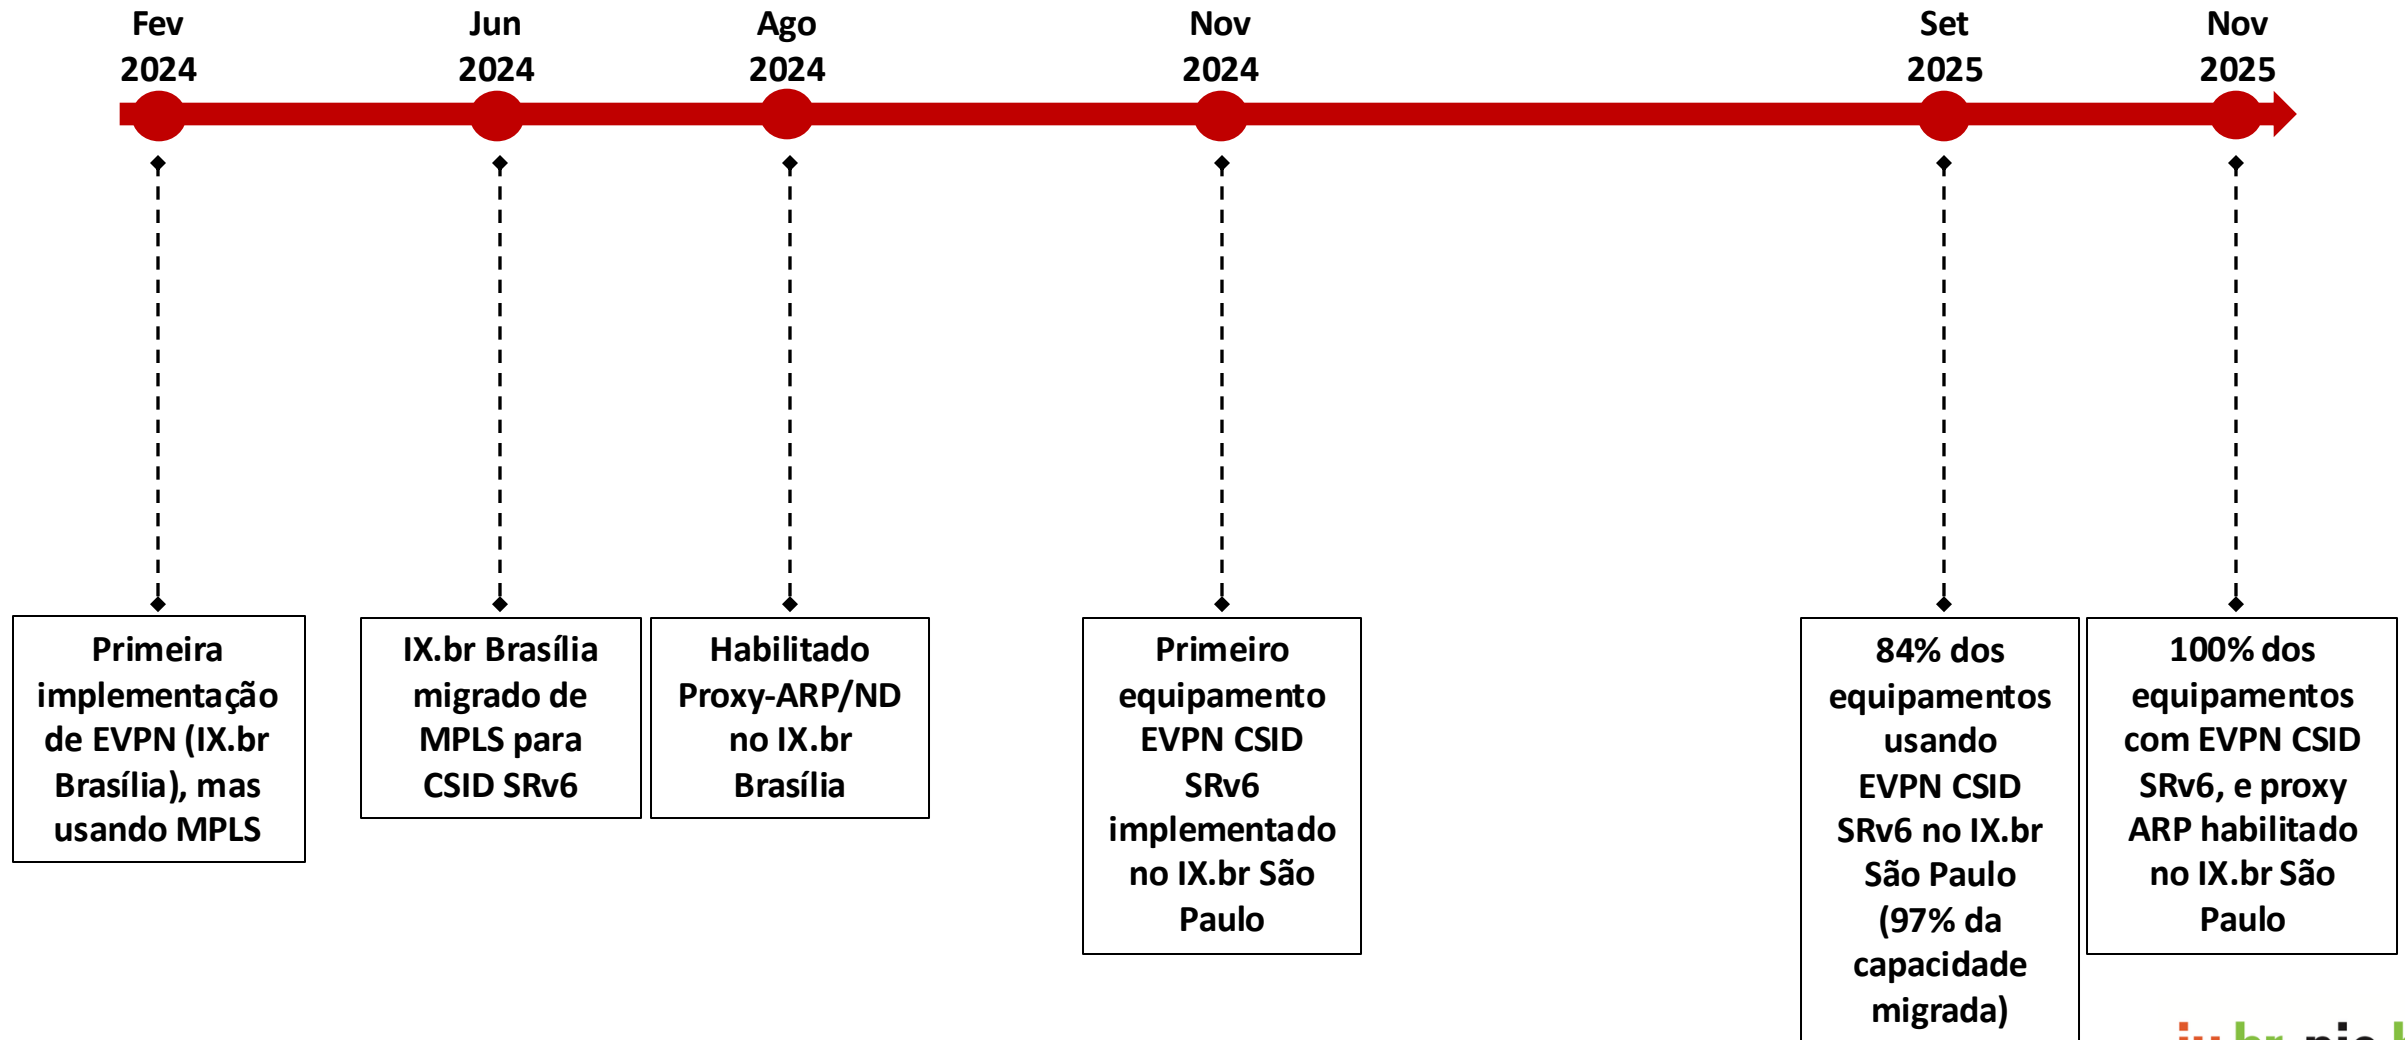 Fev
2024
Jun
2024
Ago
2024
Nov
2024
Set
2025
Nov
2025
Primeira
implementação
de EVPN (IX.br
Brasília), mas
usando MPLS
IX.br Brasília
migrado de
MPLS para
CSID SRv6
Habilitado
Proxy-ARP/ND
no IX.br
Brasília
Primeiro
equipamento
EVPN CSID
SRv6
implementado
no IX.br São
Paulo
84% dos
equipamentos
usando
EVPN CSID
SRv6 no IX.br
São Paulo
(97% da
capacidade
migrada)
100% dos
equipamentos
com EVPN CSID
SRv6, e proxy
ARP habilitado
no IX.br São
Paulo